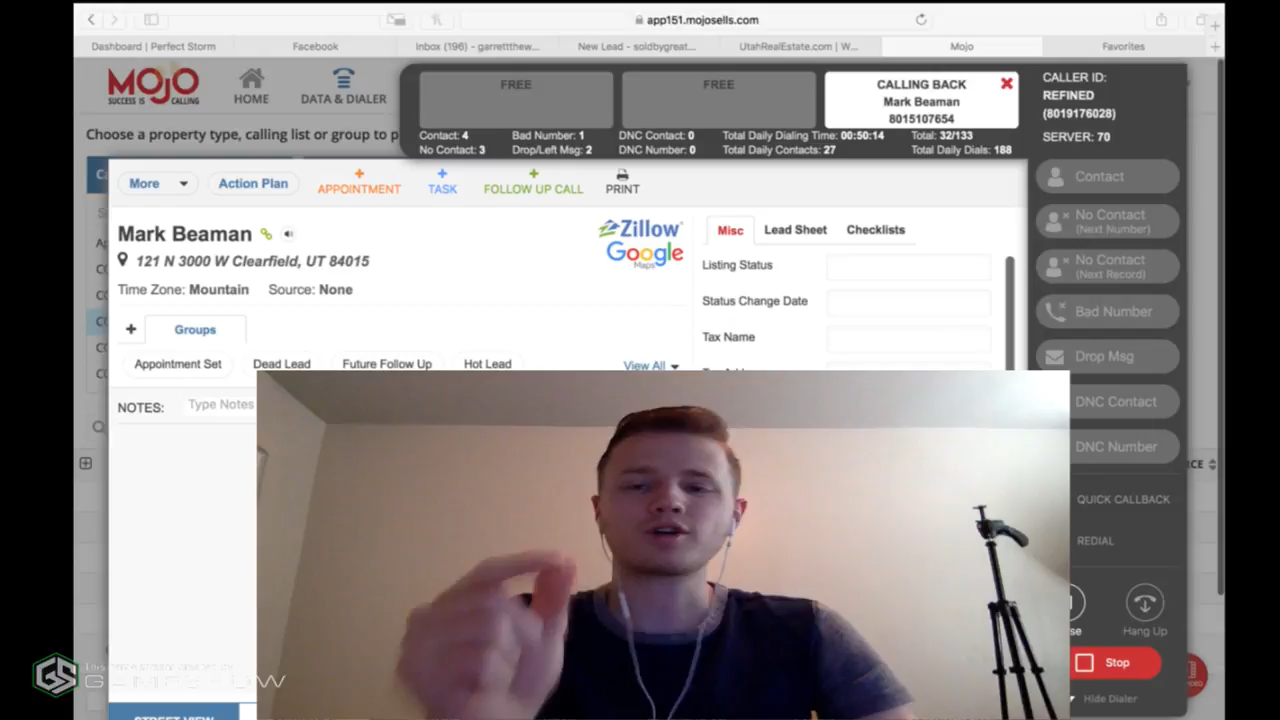 app151.mojosells.com
Dashboard | Perfect Storm
Facebook
Inbox (196) - garrettthew...
New Lead - soldbygreat...
UtahRealEstate.com | W...
Mojo
Favorites
MOJO
SUCCESS IS CALLING
HOME
DATA & DIALER
FREE
FREE
CALLING BACK
Mark Beaman
8015107654
CALLER ID:
REFINED
(8019176028)
SERVER: 70
Choose a property type, calling list or group to p
Contact: 4
Bad Number: 1
DNC Contact: 0
Total Daily Dialing Time: 00:50:14
Total: 32/133
No Contact: 3
Drop/Left Msg: 2
DNC Number: 0
Total Daily Contacts: 27
Total Daily Dials: 188
More
Action Plan
APPOINTMENT
TASK
FOLLOW UP CALL
PRINT
Mark Beaman
121 N 3000 W Clearfield, UT 84015
Time Zone: Mountain Source: None
Zillow
Google
Maps
Misc
Lead Sheet
Checklists
Listing Status
Status Change Date
Tax Name
Groups
Appointment Set
Dead Lead
Future Follow Up
Hot Lead
View All
NOTES:
Type Notes
Contact
No Contact
(Next Number)
No Contact
(Next Record)
Bad Number
Drop Msg
DNC Contact
DNC Number
QUICK CALLBACK
REDIAL
Hang Up
Stop
Hide Dialer
STREET VIEW